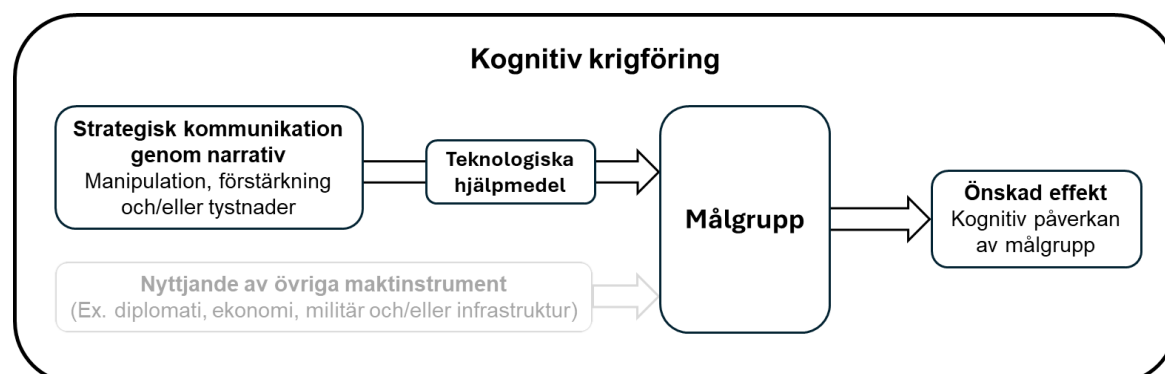 Kognitiv krigföring
Strategisk kommunikation
genom narrativ
Manipulation, förstärkning
och/eller tystnader
Teknologiska
hjälpmedel
Målgrupp
Önskad effekt
Kognitiv påverkan
av målgrupp
Nyttjande av övriga maktinstrument
(Ex. diplomati, ekonomi, militär och/eller infrastruktur)